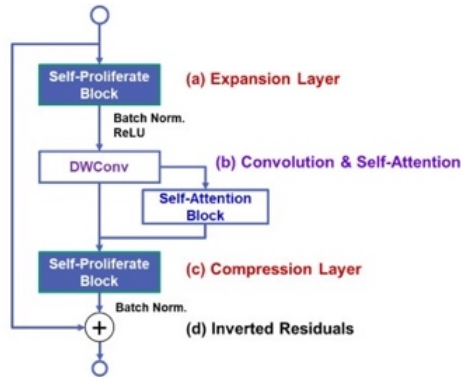 Self-Proliferate
Block
(a) Expansion Layer
Batch Norm.
ReLU
DWConv
(b) Convolution & Self-Attention
Self-Attention
Block
Self-Proliferate
Block
(c) Compression Layer
Batch Norm.
+
(d) Inverted Residuals